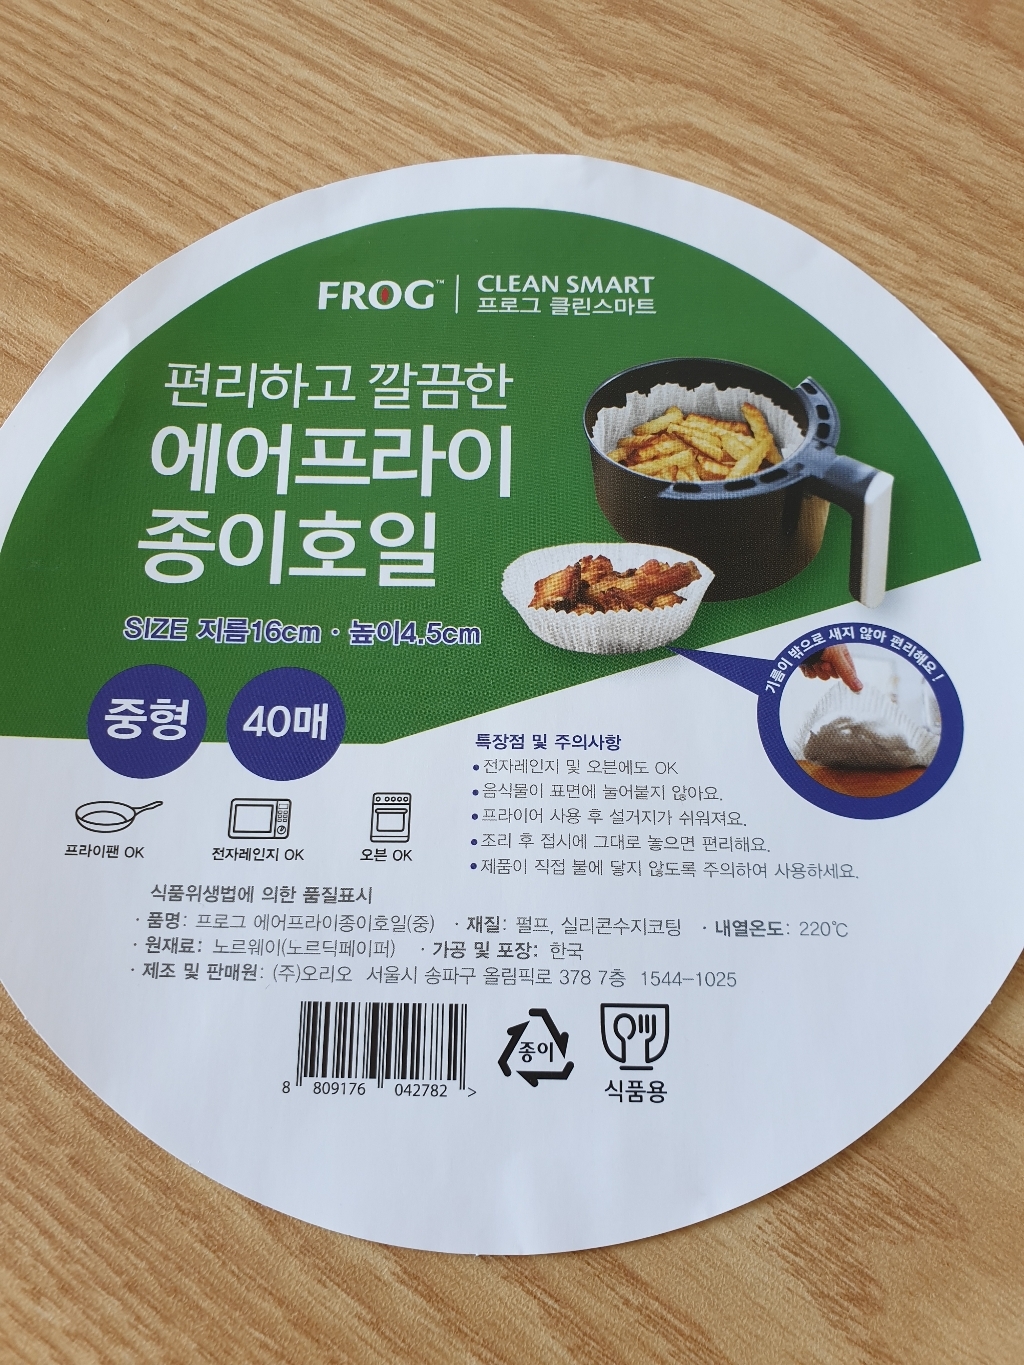 FROG™ | CLEAN SMART
프로그 클린스마트
편리하고 깔끔한
에어프라이
종이호일
SIZE 지름16cm · 높이4.5cm
중형
40매
기름이 밖으로 새지 않아 편리해요!
프라이팬 OK
전자레인지 OK
오븐 OK
특장점 및 주의사항
• 전자레인지 및 오븐에도 OK
• 음식물이 표면에 눌어붙지 않아요.
• 프라이어 사용 후 설거지가 쉬워져요.
• 조리 후 접시에 그대로 놓으면 편리해요.
• 제품이 직접 불에 닿지 않도록 주의하여 사용하세요.
식품위생법에 의한 품질표시
· 품명: 프로그 에어프라이종이호일(중) · 재질: 펄프, 실리콘수지코팅 · 내열온도: 220℃
· 원재료: 노르웨이(노르딕페이퍼) · 가공 및 포장: 한국
· 제조 및 판매원: (주)오리오 서울시 송파구 올림픽로 378 7층 1544-1025
8 809176 042782 >
종이
식품용